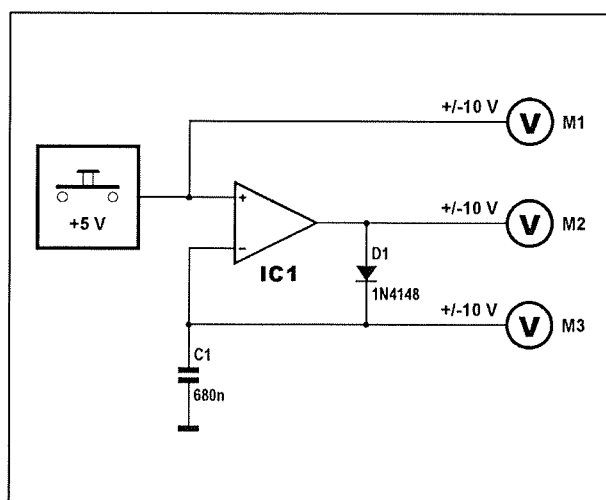 +/-10 V
V
M1
+5 V
+
-
IC1
+/-10 V
V
M2
D1
1N4148
+/-10 V
V
M3
C1
680n